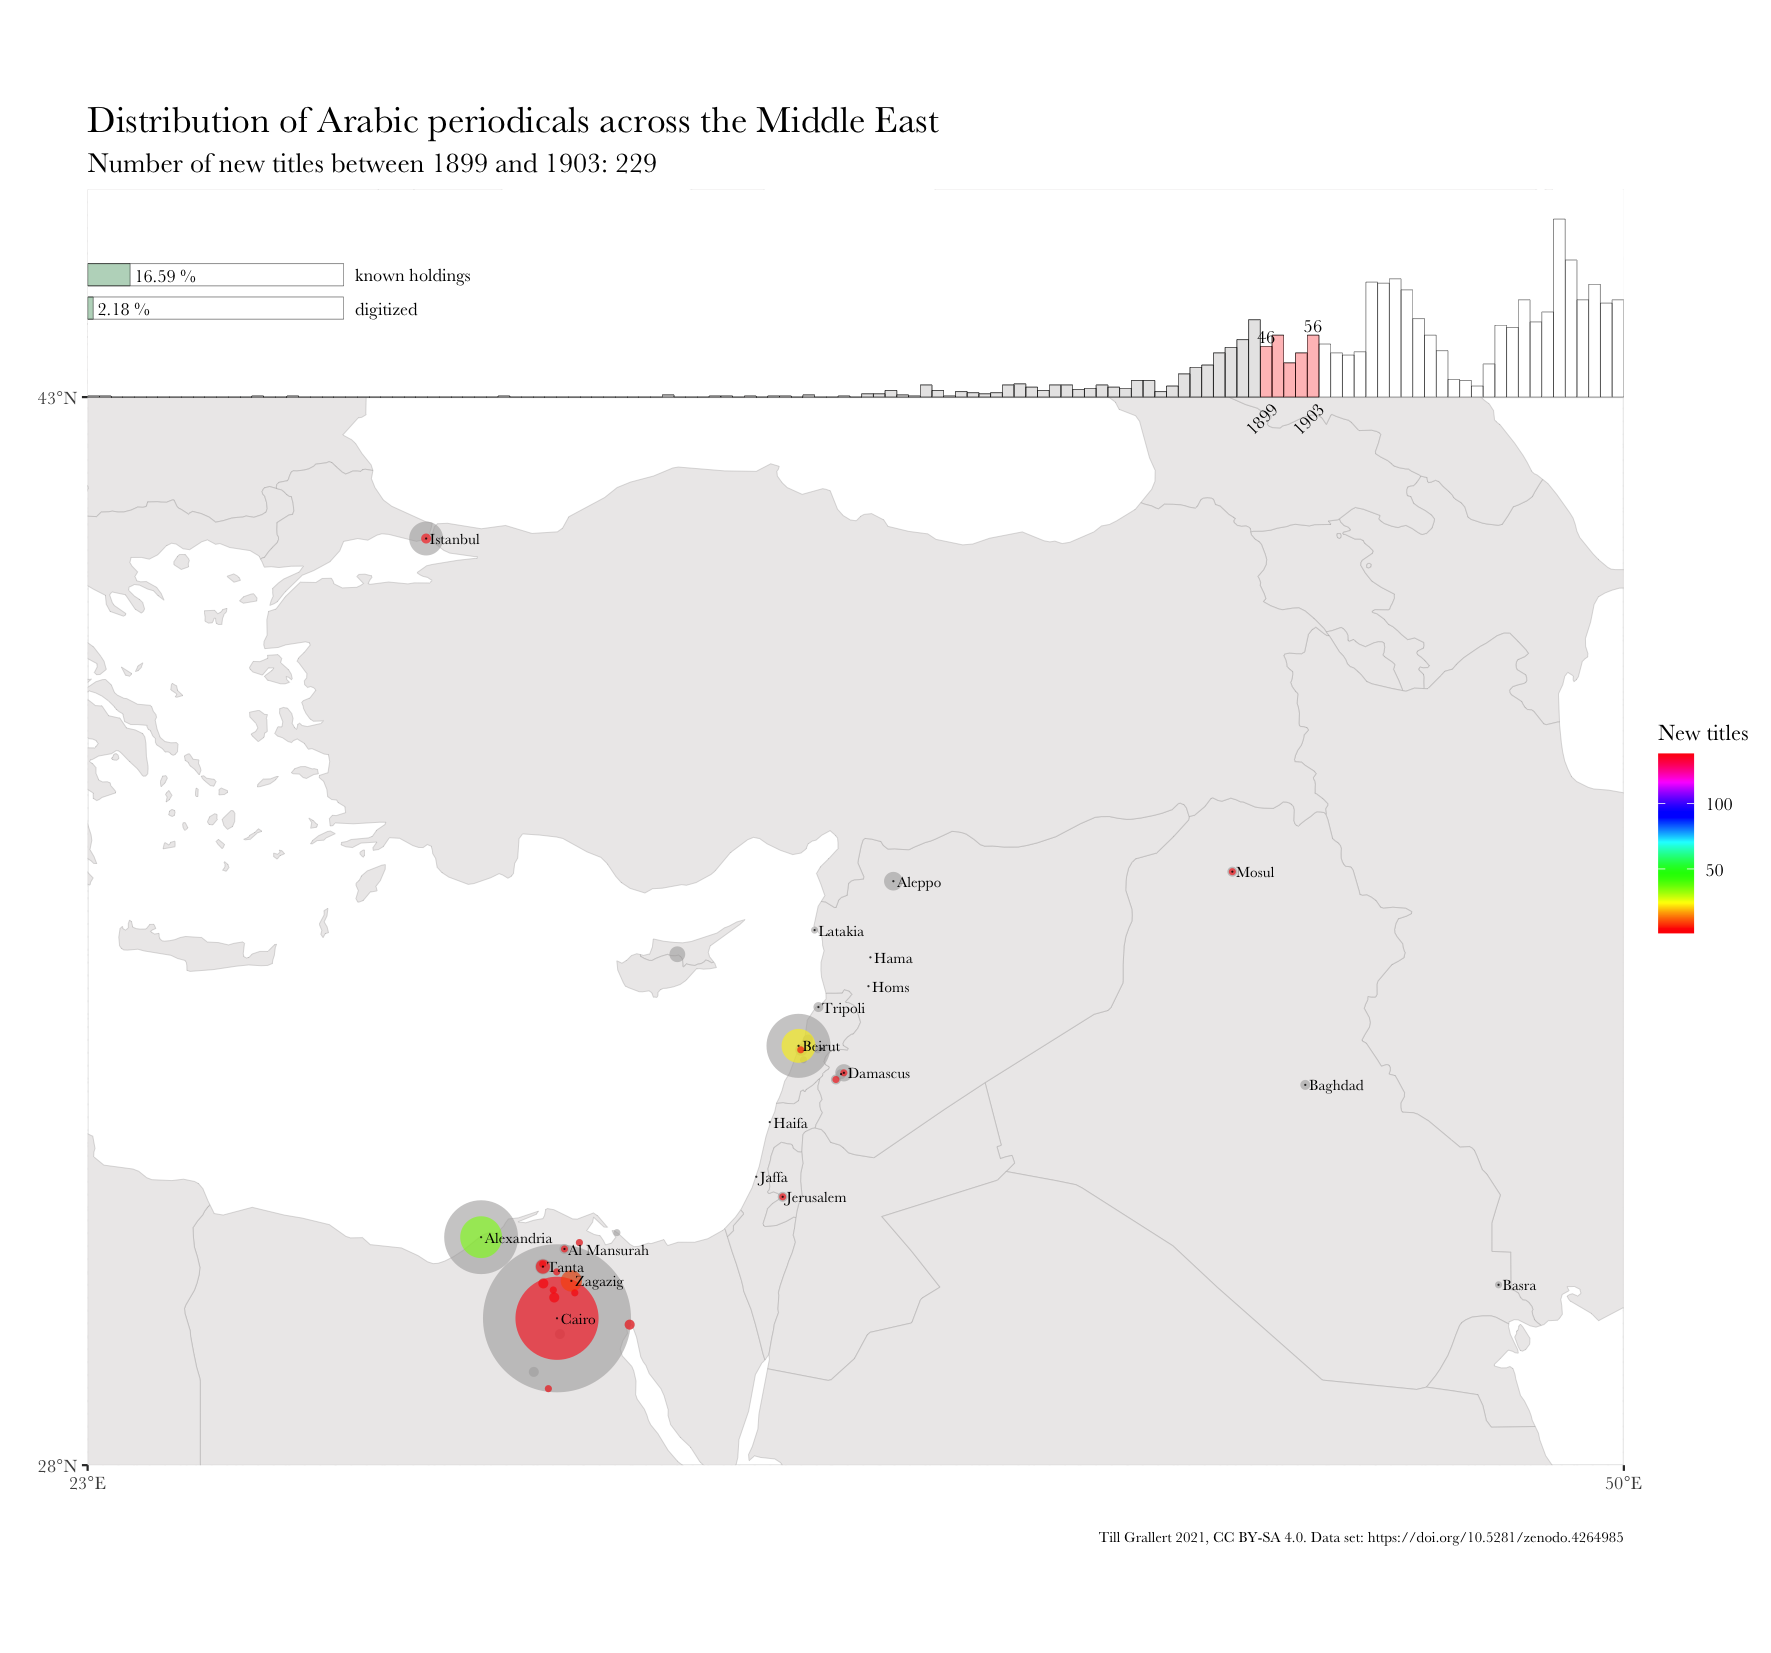 Distribution of Arabic periodicals across the Middle East
Number of new titles between 1899 and 1903: 229
16.59 %
known holdings
2.18 %
digitized
46
56
43°N
1899
1903
Istanbul
New titles
100
50
Aleppo
Mosul
Latakia
Hama
Homs
Tripoli
Beirut
Damascus
Baghdad
Haifa
Jaffa
Jerusalem
Alexandria
Al Mansurah
Tanta
Zagazig
Basra
Cairo
28°N
23°E
50°E
Till Grallert 2021, CC BY-SA 4.0. Data set: https://doi.org/10.5281/zenodo.4264985